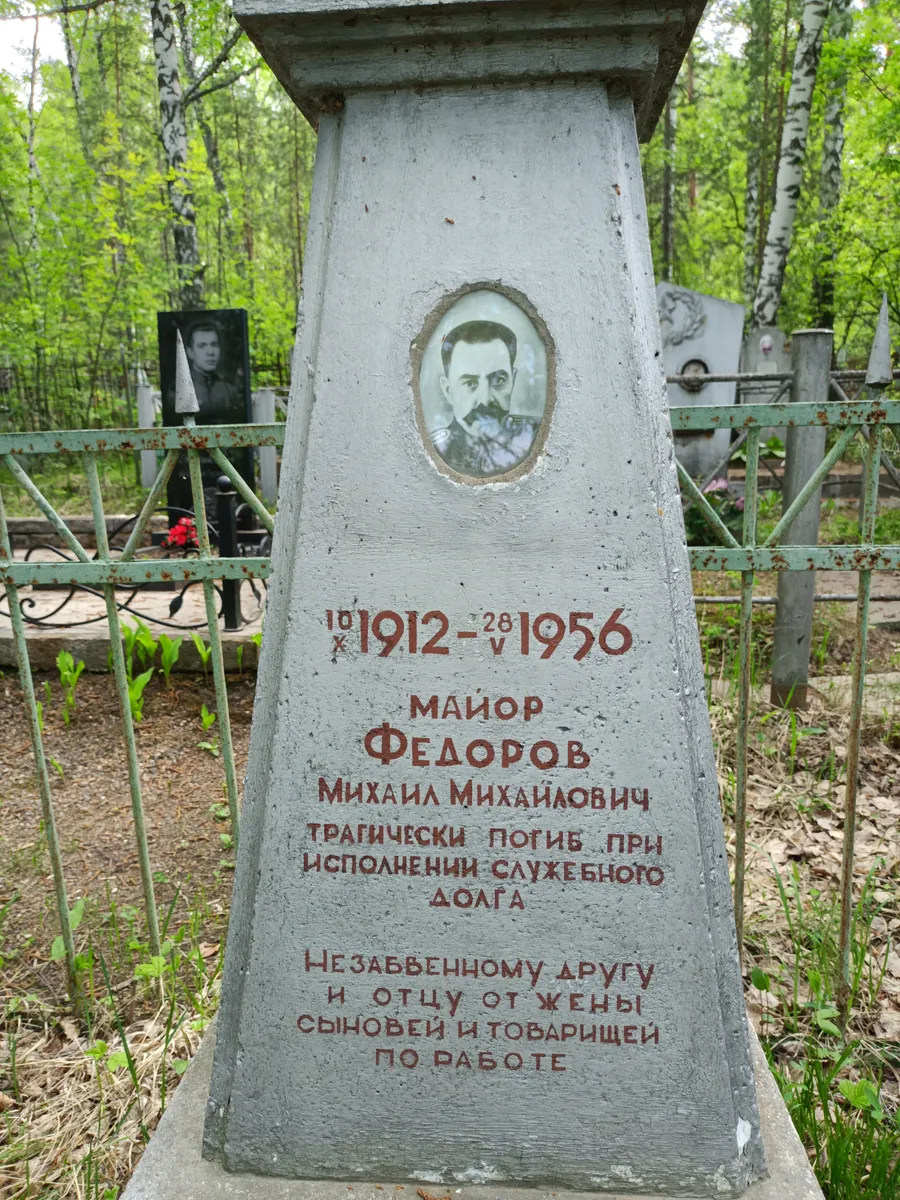 10/X 1912 – 28/V 1956
МАЙОР
ФЕДОРОВ
МИХАИЛ МИХАЙЛОВИЧ
ТРАГИЧЕСКИ ПОГИБ ПРИ
ИСПОЛНЕНИИ СЛУЖЕБНОГО
ДОЛГА
НЕЗАБВЕННОМУ ДРУГУ
И ОТЦУ ОТ ЖЕНЫ
СЫНОВЕЙ И ТОВАРИЩЕЙ
ПО РАБОТЕ